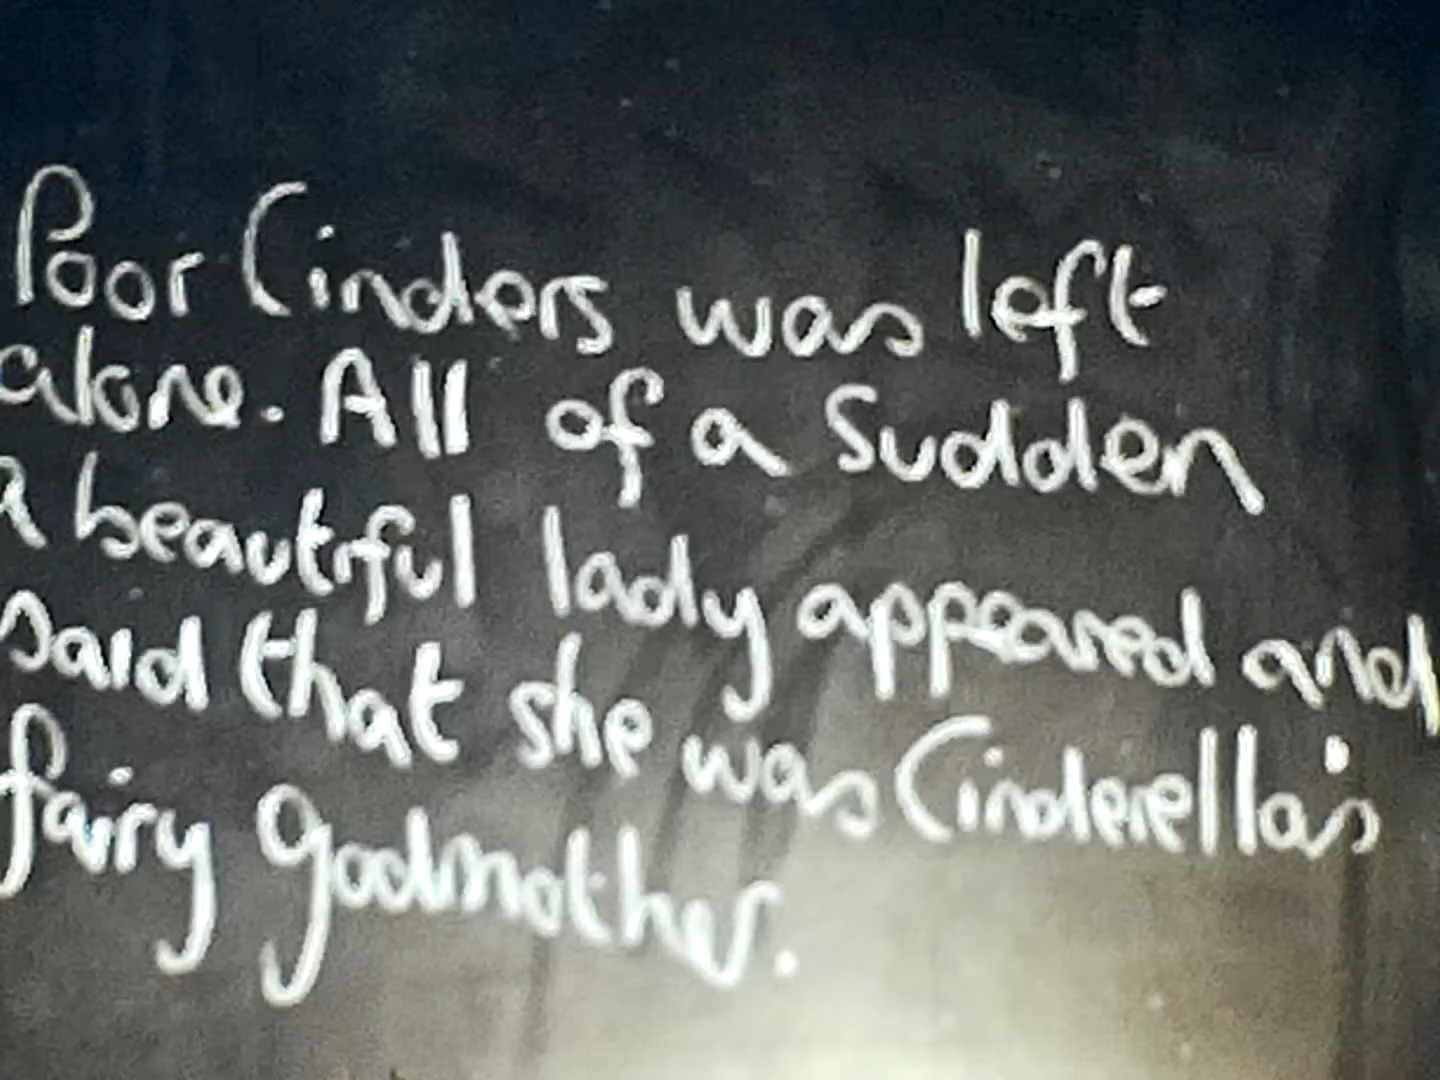 Poor Cinders was left
alone. All of a Sudden
a beautiful lady appeared and
said that she was Cinderella's
fairy godmother.